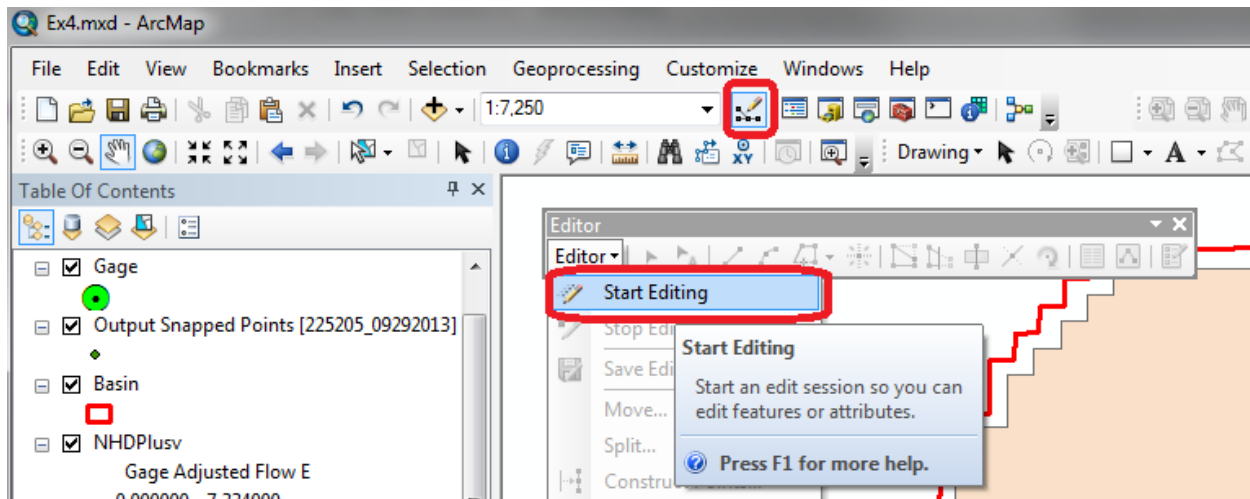 Ex4.mxd - ArcMap
File Edit View Bookmarks Insert Selection Geoprocessing Customize Windows Help
1:7,250
XY Drawing A
Table Of Contents
Editor
Editor
Gage
Start Editing
Output Snapped Points [225205_09292013]
Stop Edi
Start Editing
Basin
Save Edi
Start an edit session so you can
Move...
edit features or attributes.
NHDPlusv
Split...
Gage Adjusted Flow E
Press F1 for more help.
Constru